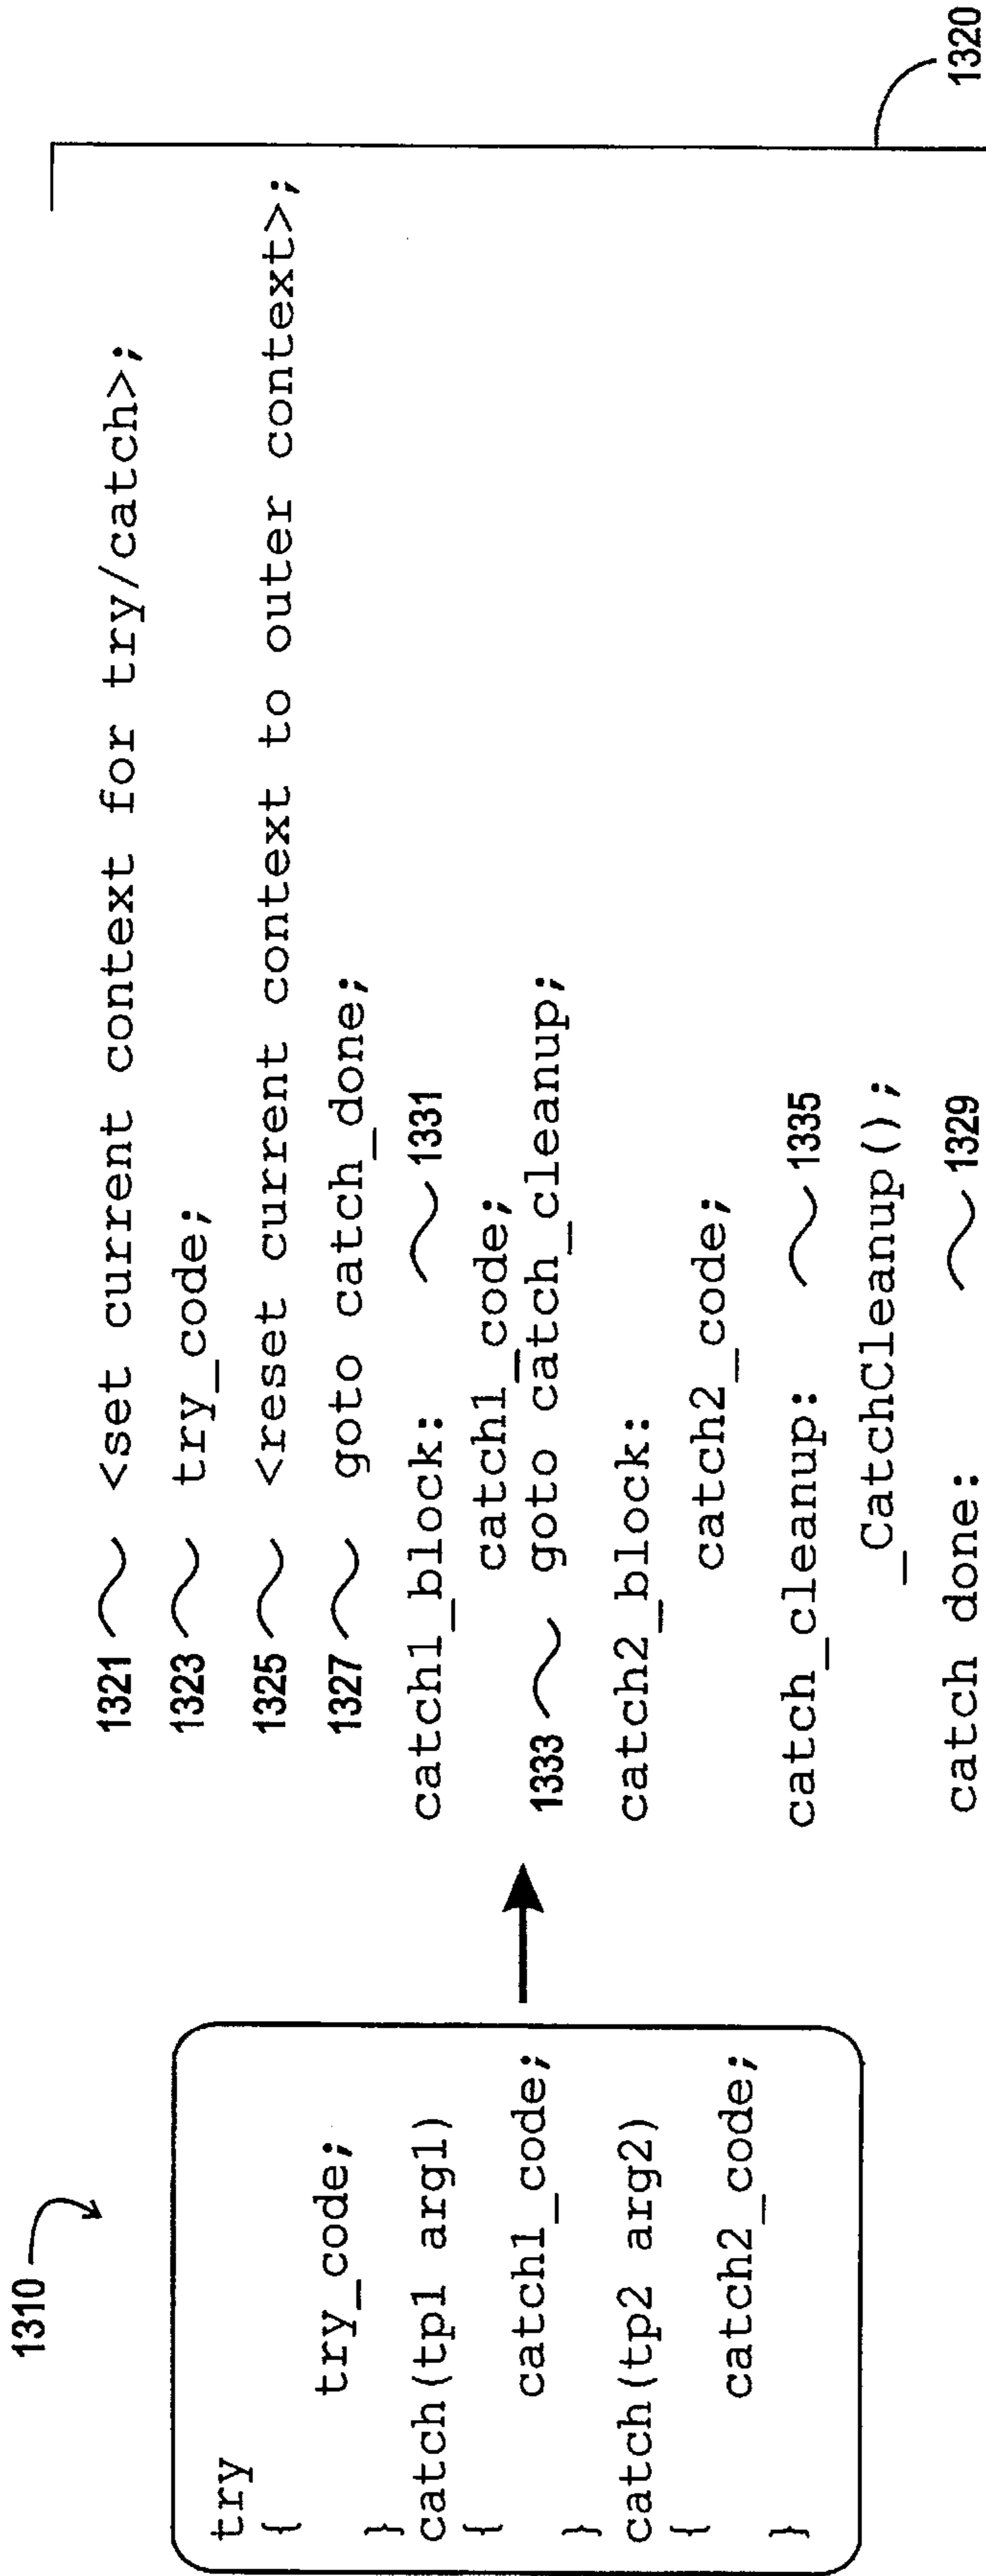 1310
try
{
try_code;
}
catch(tp1 arg1)
{
catch1_code;
}
catch(tp2 arg2)
{
catch2_code;
}
1321 <set current context for try/catch>;
1323 try_code;
1325 <reset current context to outer context>;
1327 goto catch_done;
catch1_block: 1331
catch1_code;
1333 goto catch_cleanup;
catch2_block:
catch2_code;
catch_cleanup: 1335
_CatchCleanup();
catch done: 1329
1320